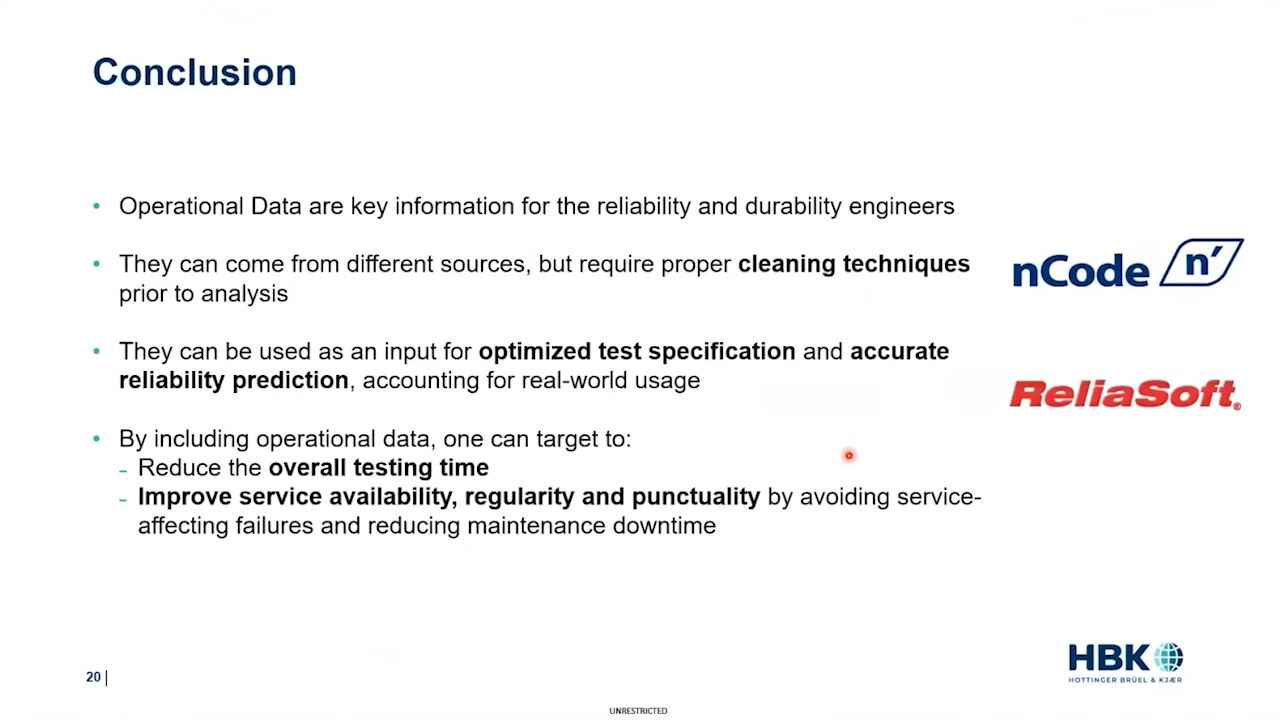 Conclusion
• Operational Data are key information for the reliability and durability engineers
• They can come from different sources, but require proper cleaning techniques
prior to analysis
• They can be used as an input for optimized test specification and accurate
reliability prediction, accounting for real-world usage
• By including operational data, one can target to:
- Reduce the overall testing time
- Improve service availability, regularity and punctuality by avoiding service-
affecting failures and reducing maintenance downtime
nCode n'
ReliaSoft®
20 |
HBK
HOTTINGER BRÜEL & KJÆR
UNRESTRICTED